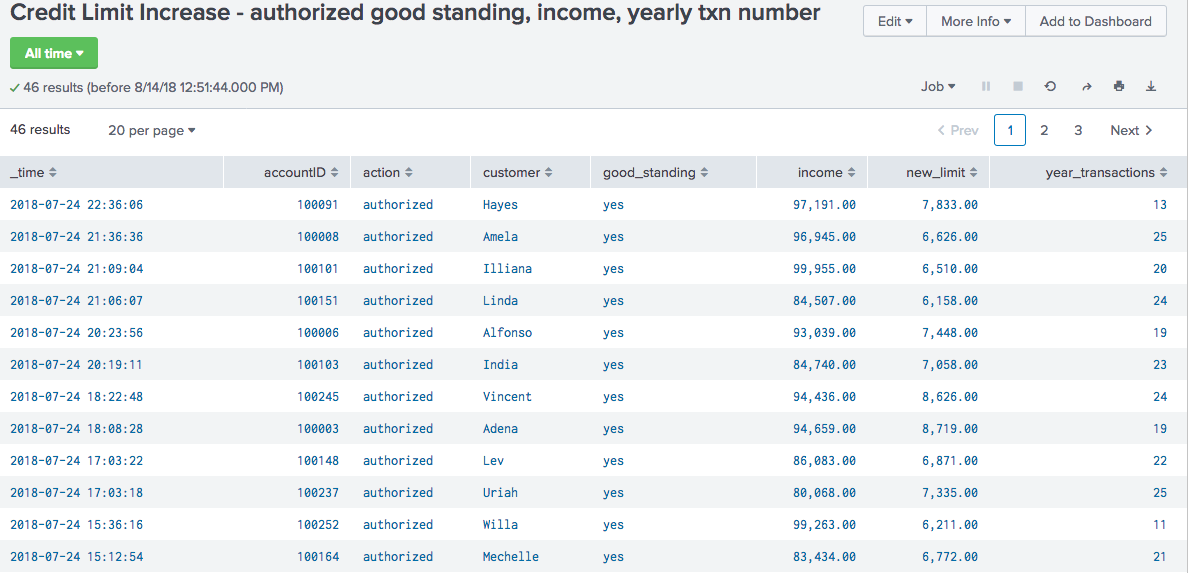 Credit Limit Increase - authorized good standing, income, yearly txn number
Edit More Info Add to Dashboard
All time
46 results (before 8/14/18 12:51:44.000 PM)
Job
46 results 20 per page Prev 1 2 3 Next
_time accountID action customer good_standing income new_limit year_transactions
2018-07-24 22:36:06 100091 authorized Hayes yes 97,191.00 7,833.00 13
2018-07-24 21:36:36 100008 authorized Amela yes 96,945.00 6,626.00 25
2018-07-24 21:09:04 100101 authorized Illiana yes 99,955.00 6,510.00 20
2018-07-24 21:06:07 100151 authorized Linda yes 84,507.00 6,158.00 24
2018-07-24 20:23:56 100006 authorized Alfonso yes 93,039.00 7,448.00 19
2018-07-24 20:19:11 100103 authorized India yes 84,740.00 7,058.00 23
2018-07-24 18:22:48 100245 authorized Vincent yes 94,436.00 8,626.00 24
2018-07-24 18:08:28 100003 authorized Adena yes 94,659.00 8,719.00 19
2018-07-24 17:03:22 100148 authorized Lev yes 86,083.00 6,871.00 22
2018-07-24 17:03:18 100237 authorized Uriah yes 80,068.00 7,335.00 25
2018-07-24 15:36:16 100252 authorized Willa yes 99,263.00 6,211.00 11
2018-07-24 15:12:54 100164 authorized Mechelle yes 83,434.00 6,772.00 21